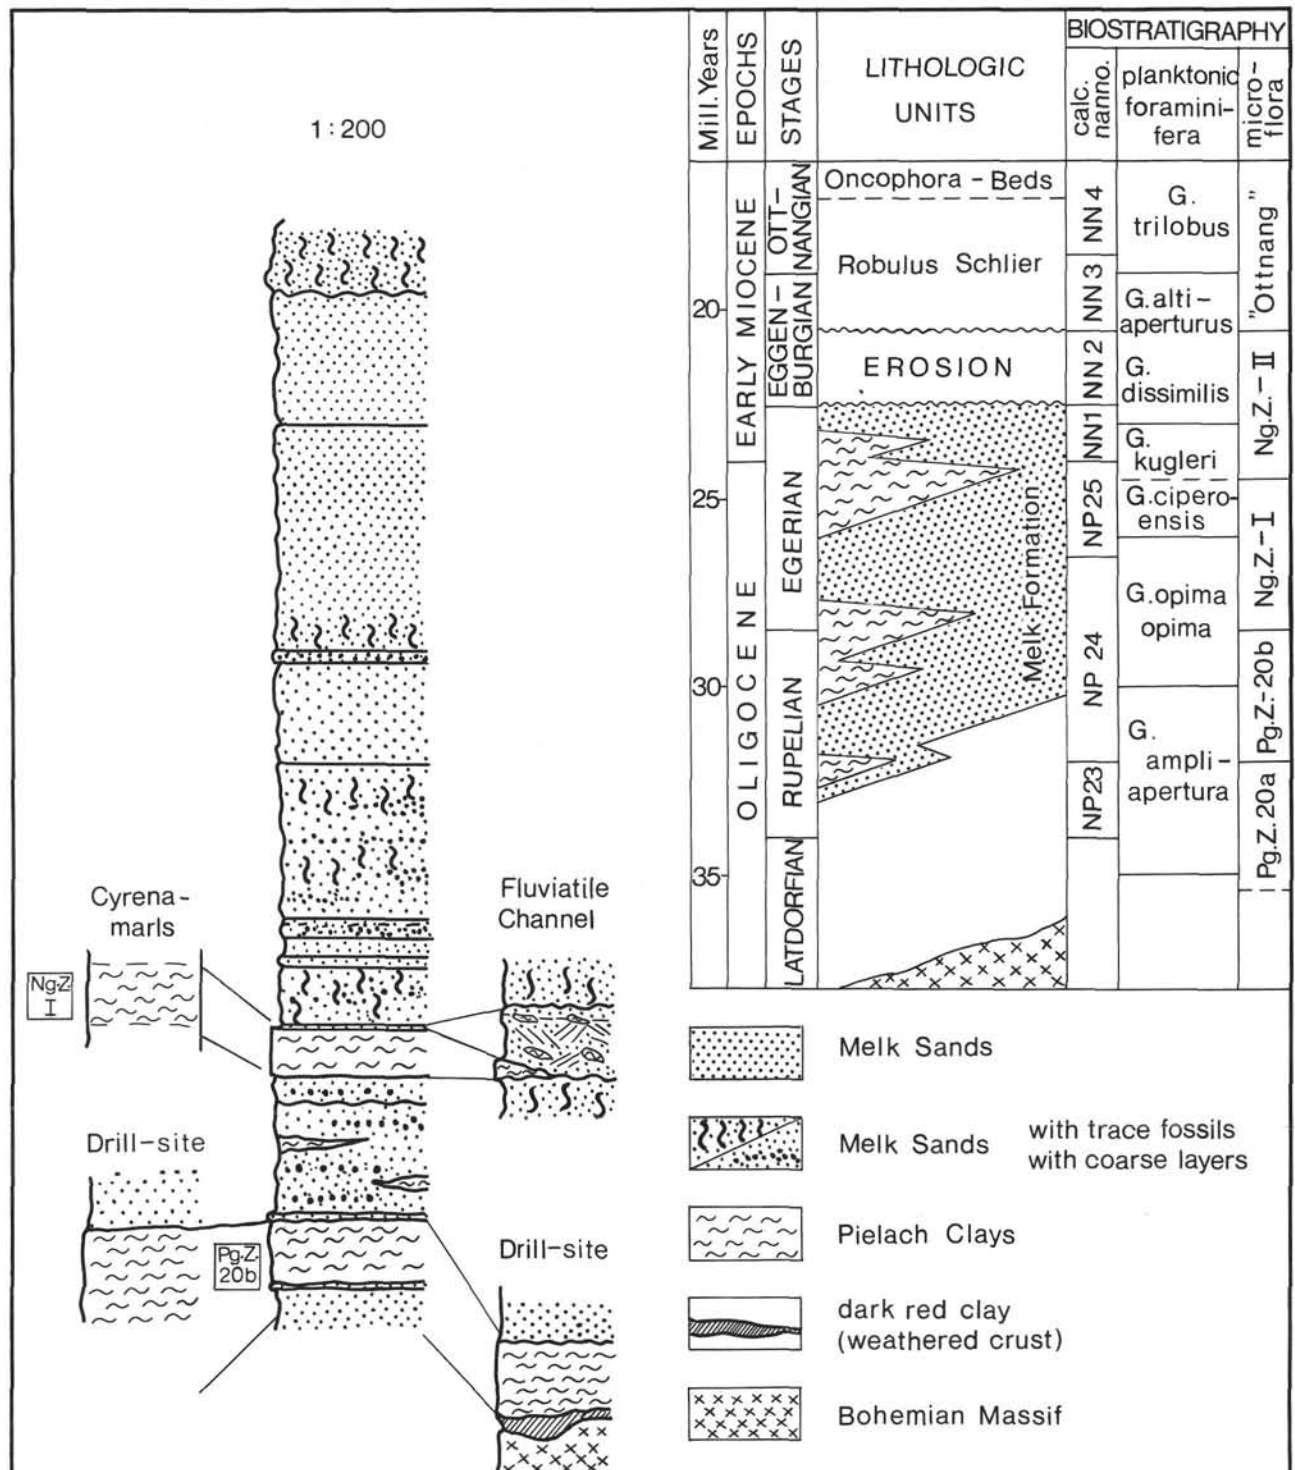 1:200
Cyrena-
marls
Ng.Z
I
Fluviatile
Channel
Drill-site
Pg.Z.
20b
Drill-site
Mill.Years
EPOCHS
STAGES
LITHOLOGIC
UNITS
BIOSTRATIGRAPHY
calc.
nanno.
planktonic
foramini-
fera
micro-
flora
20
25
30
35
EARLY MIOCENE
OLIGOCENE
OTT-
NANGIAN
EGGEN-
BURGIAN
EGERIAN
RUPELIAN
LATDORFIAN
Oncophora - Beds
Robulus Schlier
EROSION
Melk Formation
NN 4
NN 3
NN 2
NN1
NP25
NP 24
NP23
G.
trilobus
G.alti-
aperturus
G.
dissimilis
G.
kugleri
G.cipero-
ensis
G.opima
opima
G.
ampli-
apertura
"Ottnang"
Ng.Z.-II
Ng.Z.-I
Pg.Z.-20b
Pg.Z.20a
Melk Sands
Melk Sands with trace fossils
with coarse layers
Pielach Clays
dark red clay
(weathered crust)
Bohemian Massif